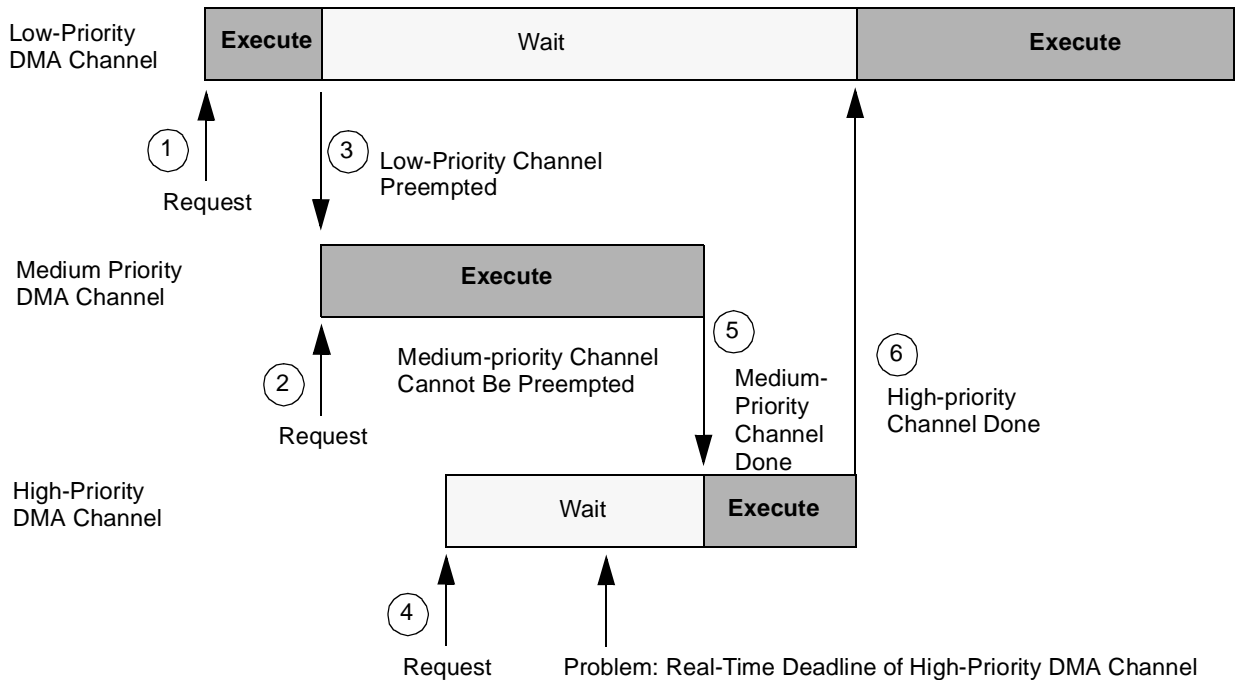 Low-Priority
DMA Channel
Execute
Wait
Execute
1
Request
3
Low-Priority Channel
Preempted
Medium Priority
DMA Channel
Execute
2
Request
Medium-priority Channel
Cannot Be Preempted
5
Medium-
Priority
Channel
Done
6
High-priority
Channel Done
High-Priority
DMA Channel
Wait
Execute
4
Request
Problem: Real-Time Deadline of High-Priority DMA Channel